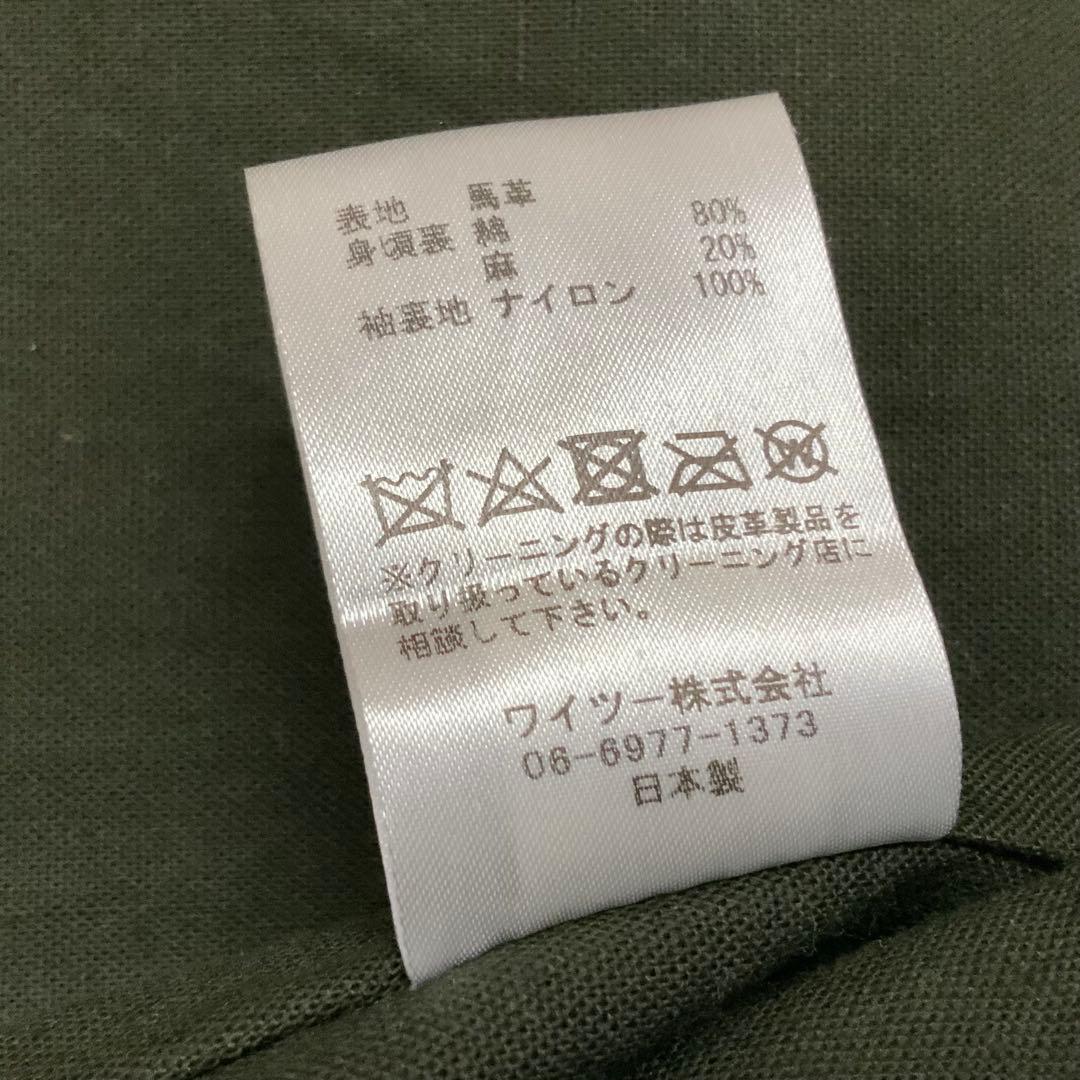 表地 馬革
身頃裏 綿 80%
麻 20%
袖裏地 ナイロン 100%
W
※クリーニングの際は皮革製品を
取り扱っているクリーニング店に
相談して下さい。
ワイツー株式会社
06-6977-1373
日本製